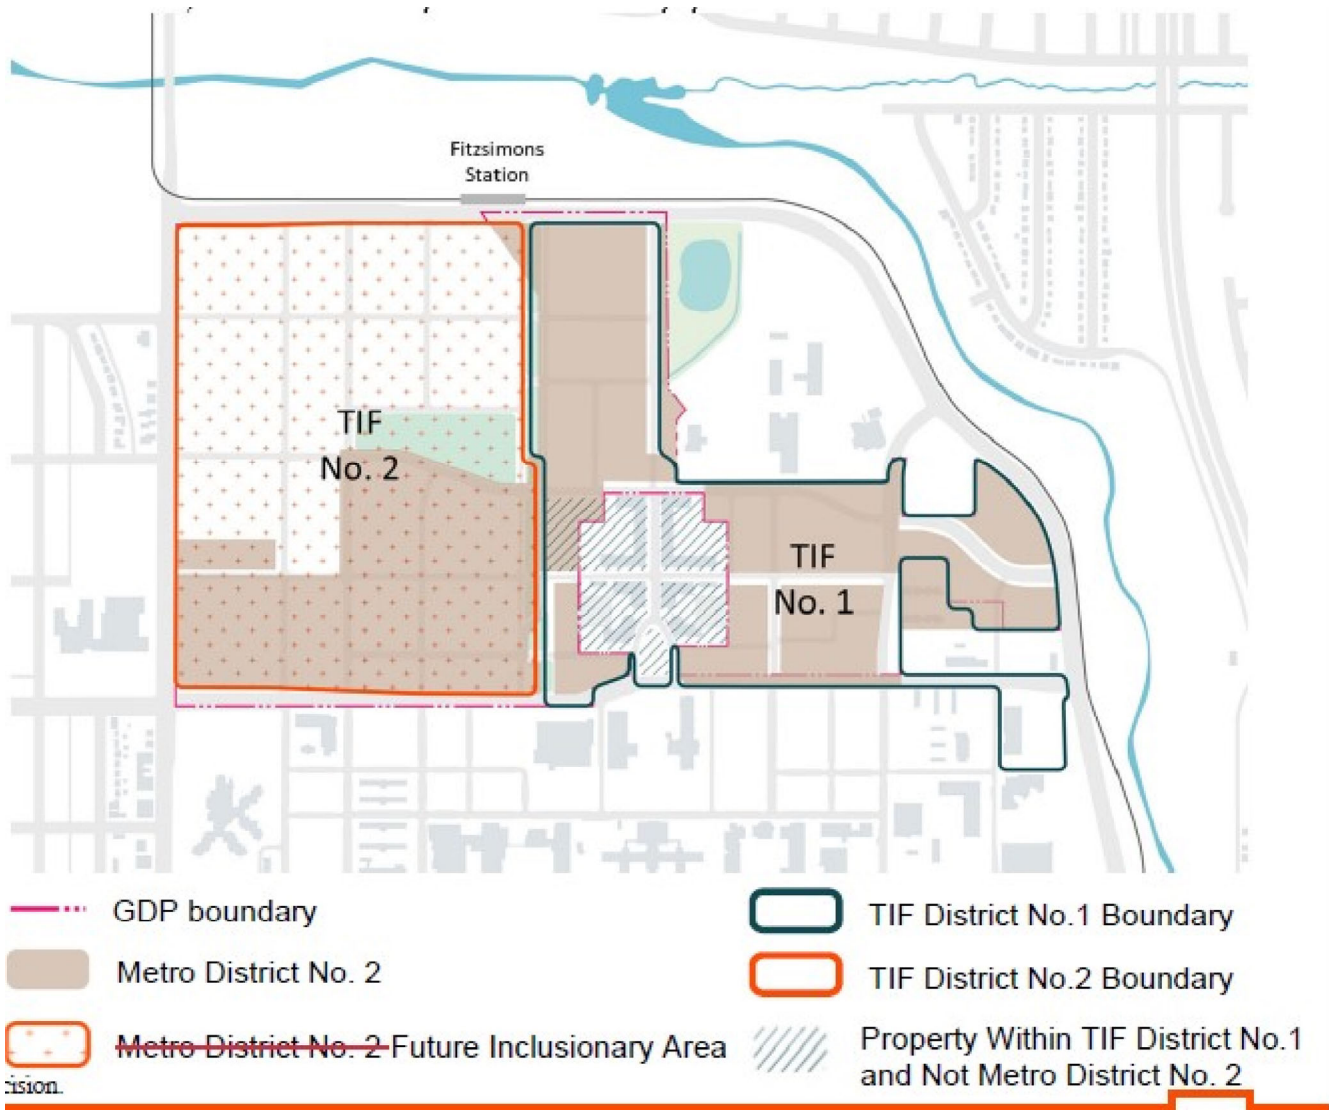 Fitzsimons
Station
TIF
No. 2
TIF
No. 1
GDP boundary
Metro District No. 2
Metro District No. 2 Future Inclusionary Area
cision.
TIF District No.1 Boundary
TIF District No.2 Boundary
Property Within TIF District No.1
and Not Metro District No. 2